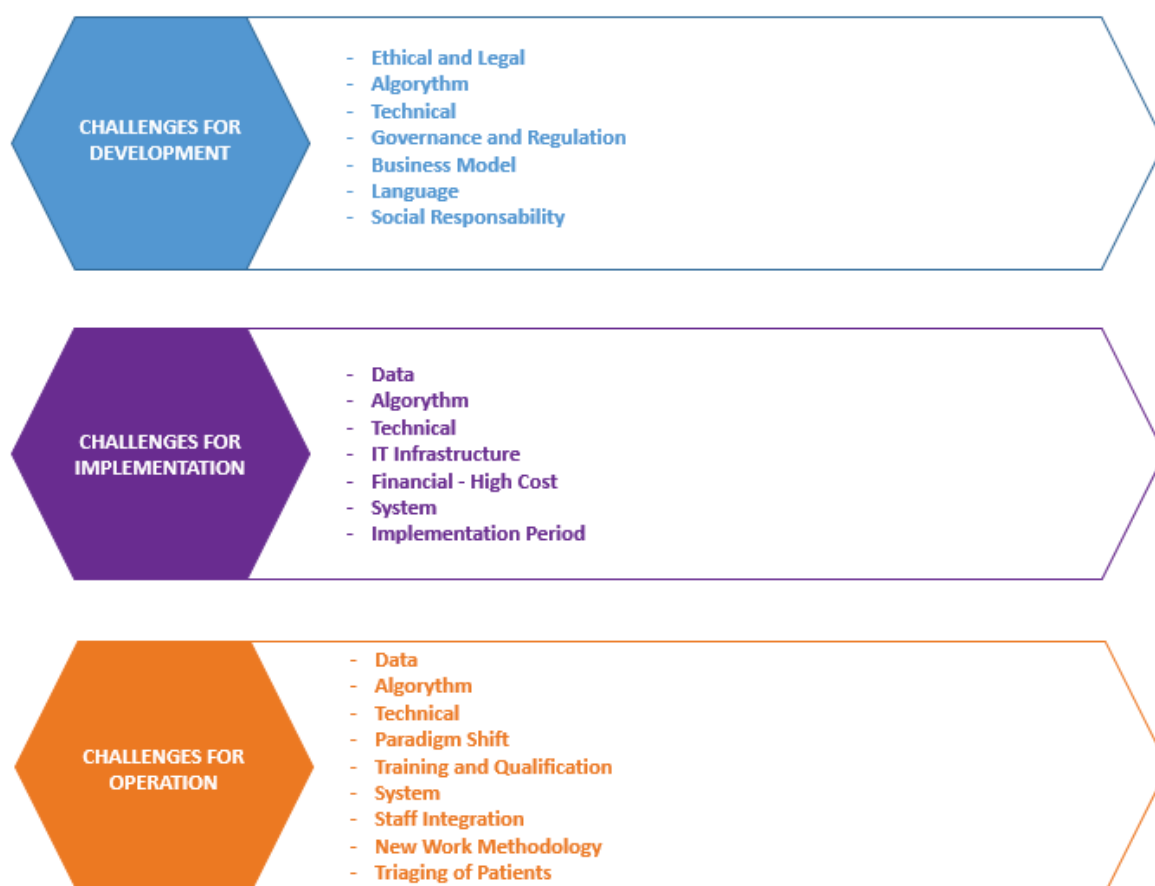 CHALLENGES FOR
DEVELOPMENT
- Ethical and Legal
- Algorythm
- Technical
- Governance and Regulation
- Business Model
- Language
- Social Responsability
CHALLENGES FOR
IMPLEMENTATION
- Data
- Algorythm
- Technical
- IT Infrastructure
- Financial - High Cost
- System
- Implementation Period
CHALLENGES FOR
OPERATION
- Data
- Algorythm
- Technical
- Paradigm Shift
- Training and Qualification
- System
- Staff Integration
- New Work Methodology
- Triaging of Patients